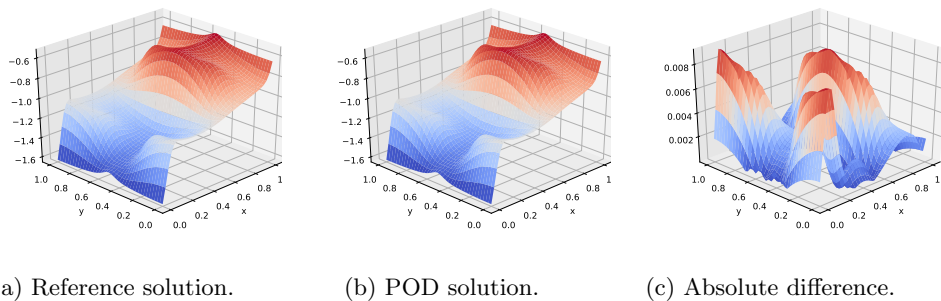 −0.6 −0.6 0.008
−0.8 −0.8 0.006
−1.0 −1.0 0.004
−1.2 −1.2 0.002
−1.4 −1.4
−1.6 −1.6
1.0 0.8 0.6 0.4 0.2 0.0 y 0.0 0.2 0.4 0.6 0.8 1 x
1.0 0.8 0.6 0.4 0.2 0.0 y 0.0 0.2 0.4 0.6 0.8 1 x
1.0 0.8 0.6 0.4 0.2 0.0 y 0.0 0.2 0.4 0.6 0.8 1 x
a) Reference solution. (b) POD solution. (c) Absolute difference.